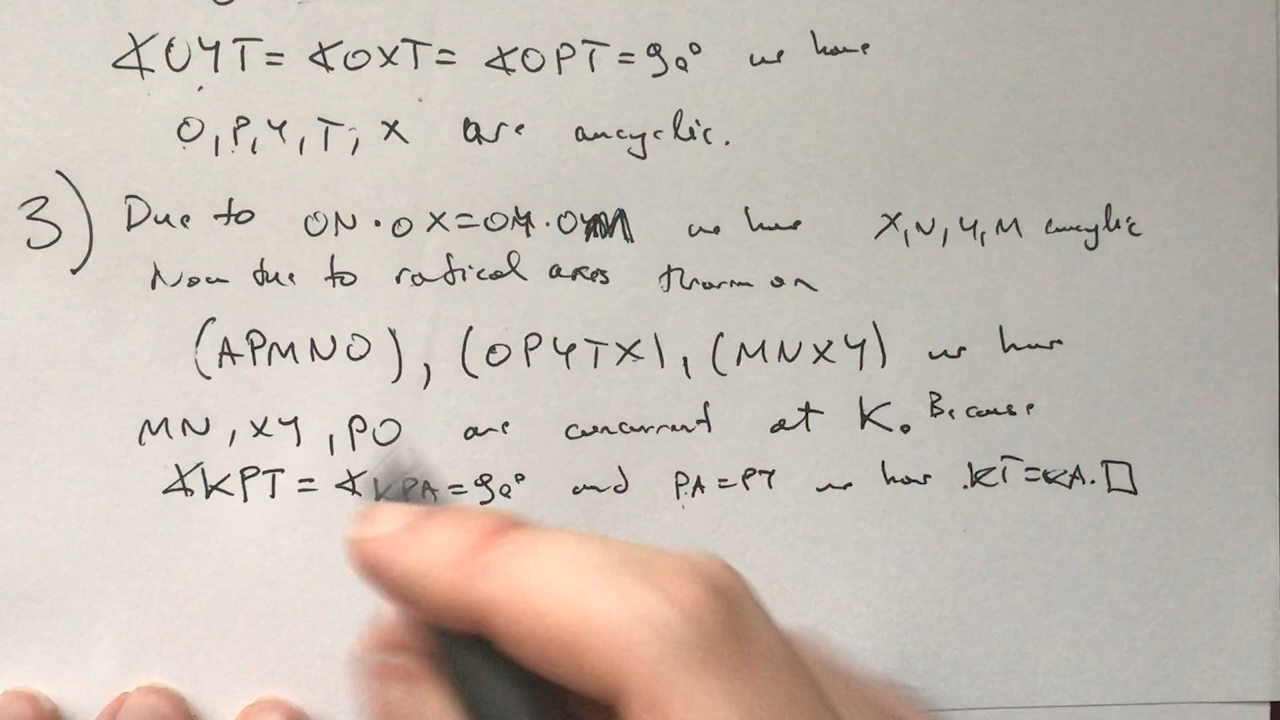 ∢OYT = ∢OXT = ∢OPT = 90° we have
O, P, Y, T, X are concyclic.
3) Due to ON · OX = OY · OM we have X, N, Y, M concyclic
Now due to radical axes theorem on
(APMNO), (OPYTX), (MNXY) we have
MN, XY, PO are concurrent at K. Because
∢KPT = ∢KPA = 90° and PA = PT we have KT = KA. □